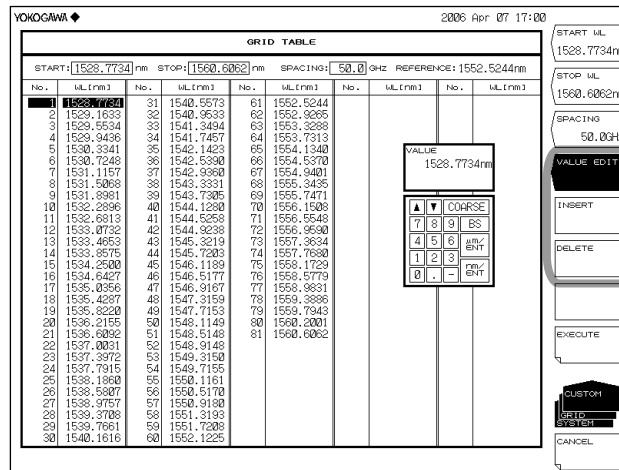 YOKOGAWA ◆ 2006 Apr 07 17:00
GRID TABLE
START: 1528.7734 nm STOP: 1560.6062 nm SPACING: 50.0 GHz REFERENCE: 1552.5244nm
No. WL[nm] No. WL[nm] No. WL[nm] No. WL[nm] No. WL[nm]
1 1528.7734 31 1540.5573 61 1552.5244
2 1529.1633 32 1540.9533 62 1552.9265
3 1529.5534 33 1541.3494 63 1553.3288
4 1529.9436 34 1541.7457 64 1553.7313
5 1530.3341 35 1542.1423 65 1554.1340
6 1530.7248 36 1542.5390 66 1554.5370
7 1531.1157 37 1542.9360 67 1554.9401
8 1531.5068 38 1543.3331 68 1555.3435
9 1531.8981 39 1543.7305 69 1555.7471
10 1532.2896 40 1544.1280 70 1556.1508
11 1532.6813 41 1544.5258 71 1556.5548
12 1533.0732 42 1544.9238 72 1556.9590
13 1533.4653 43 1545.3219 73 1557.3634
14 1533.8575 44 1545.7203 74 1557.7680
15 1534.2500 45 1546.1189 75 1558.1729
16 1534.6427 46 1546.5177 76 1558.5779
17 1535.0356 47 1546.9167 77 1558.9831
18 1535.4287 48 1547.3159 78 1559.3886
19 1535.8220 49 1547.7153 79 1559.7943
20 1536.2155 50 1548.1149 80 1560.2001
21 1536.6092 51 1548.5148 81 1560.6062
22 1537.0031 52 1548.9148
23 1537.3972 53 1549.3150
24 1537.7915 54 1549.7155
25 1538.1860 55 1550.1161
26 1538.5807 56 1550.5170
27 1538.9757 57 1550.9180
28 1539.3708 58 1551.3193
29 1539.7661 59 1551.7208
30 1540.1616 60 1552.1225
VALUE
1528.7734nm
▲ ▼ COARSE
7 8 9 BS
4 5 6 μm/ENT
1 2 3 nm/ENT
0 . -
START WL
1528.7734n
STOP WL
1560.6062n
SPACING
50.0GH
VALUE EDIT
INSERT
DELETE
EXECUTE
CUSTOM
GRID
SYSTEM
CANCEL